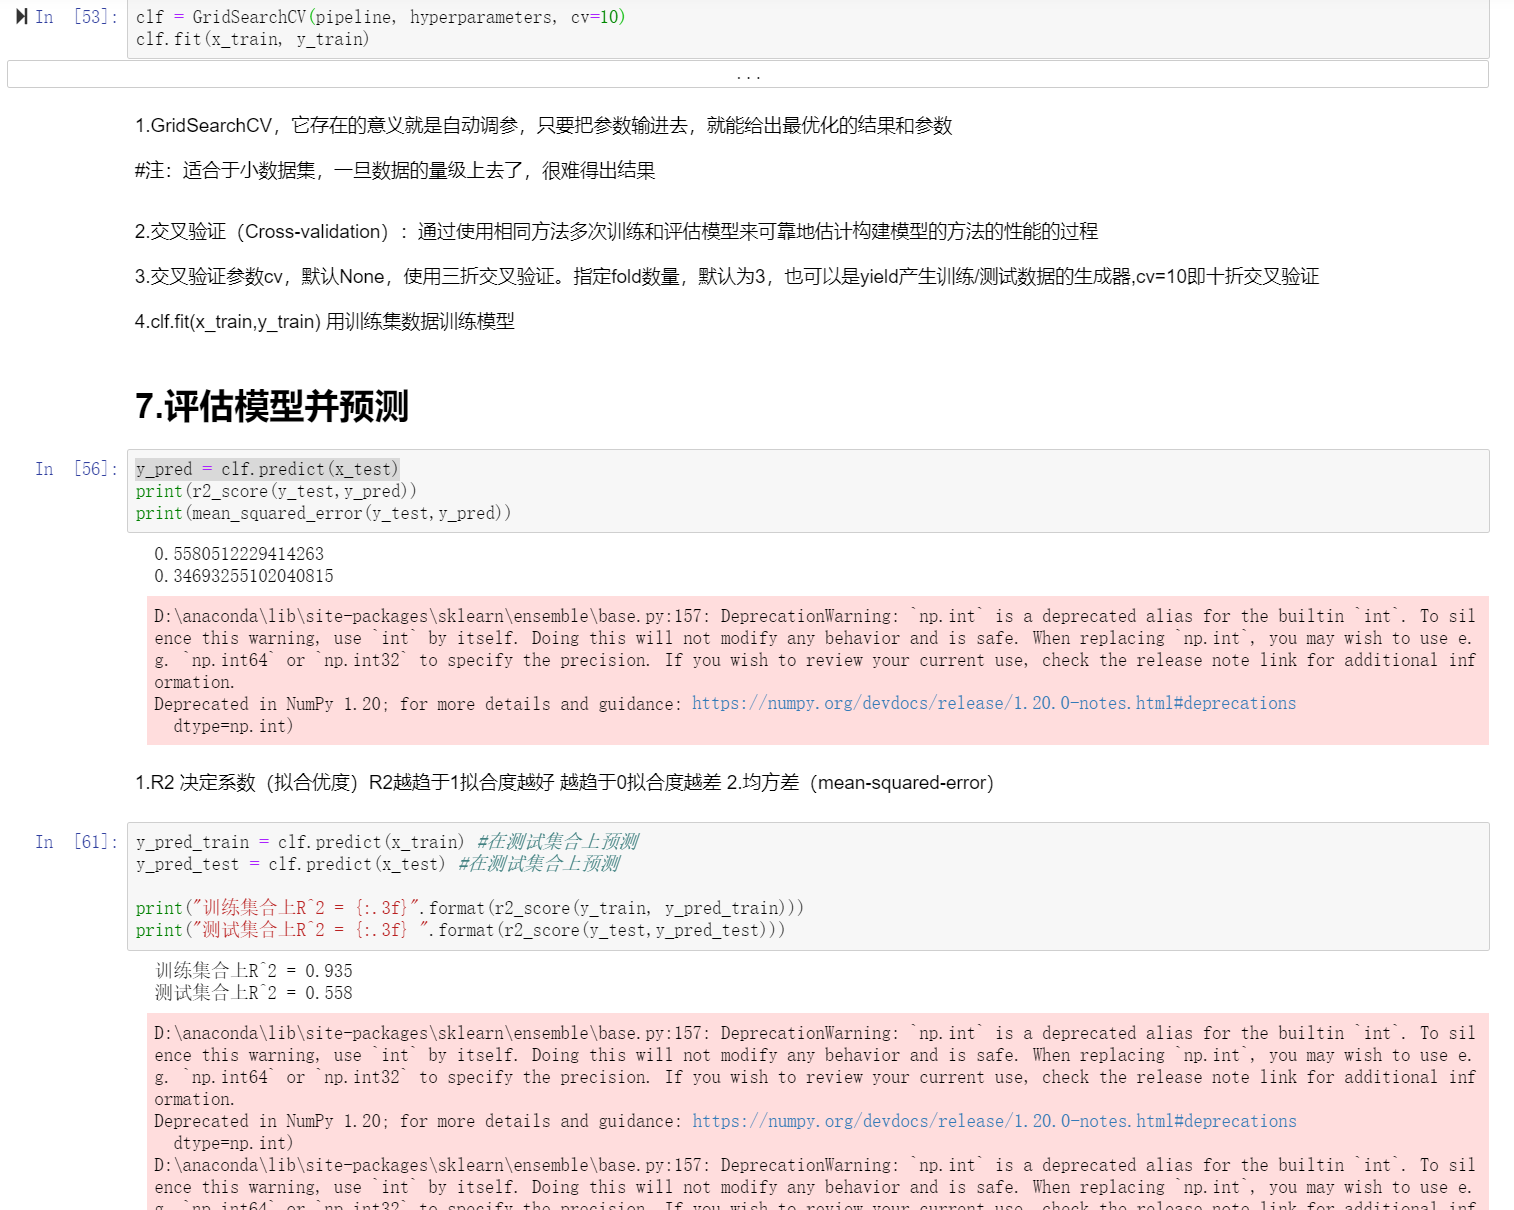 In [53]: clf = GridSearchCV(pipeline, hyperparameters, cv=10)
clf.fit(x_train, y_train)
...
1.GridSearchCV，它存在的意义就是自动调参，只要把参数输进去，就能给出最优化的结果和参数
#注：适合于小数据集，一旦数据的量级上去了，很难得出结果
2.交叉验证（Cross-validation）：通过使用相同方法多次训练和评估模型来可靠地估计构建模型的方法的性能的过程
3.交叉验证参数cv，默认None，使用三折交叉验证。指定fold数量，默认为3，也可以是yield产生训练/测试数据的生成器,cv=10即十折交叉验证
4.clf.fit(x_train,y_train) 用训练集数据训练模型
7.评估模型并预测
In [56]: y_pred = clf.predict(x_test)
print(r2_score(y_test,y_pred))
print(mean_squared_error(y_test,y_pred))
0.5580512229414263
0.34693255102040815
D:\anaconda\lib\site-packages\sklearn\ensemble\base.py:157: DeprecationWarning: `np.int` is a deprecated alias for the builtin `int`. To sil
ence this warning, use `int` by itself. Doing this will not modify any behavior and is safe. When replacing `np.int`, you may wish to use e.
g. `np.int64` or `np.int32` to specify the precision. If you wish to review your current use, check the release note link for additional inf
ormation.
Deprecated in NumPy 1.20; for more details and guidance: https://numpy.org/devdocs/release/1.20.0-notes.html#deprecations
dtype=np.int)
1.R2 决定系数（拟合优度）R2越趋于1拟合度越好 越趋于0拟合度越差 2.均方差（mean-squared-error）
In [61]: y_pred_train = clf.predict(x_train) #在测试集合上预测
y_pred_test = clf.predict(x_test) #在测试集合上预测
print("训练集合上R^2 = {:.3f}".format(r2_score(y_train, y_pred_train)))
print("测试集合上R^2 = {:.3f} ".format(r2_score(y_test,y_pred_test)))
训练集合上R^2 = 0.935
测试集合上R^2 = 0.558
D:\anaconda\lib\site-packages\sklearn\ensemble\base.py:157: DeprecationWarning: `np.int` is a deprecated alias for the builtin `int`. To sil
ence this warning, use `int` by itself. Doing this will not modify any behavior and is safe. When replacing `np.int`, you may wish to use e.
g. `np.int64` or `np.int32` to specify the precision. If you wish to review your current use, check the release note link for additional inf
ormation.
Deprecated in NumPy 1.20; for more details and guidance: https://numpy.org/devdocs/release/1.20.0-notes.html#deprecations
dtype=np.int)
D:\anaconda\lib\site-packages\sklearn\ensemble\base.py:157: DeprecationWarning: `np.int` is a deprecated alias for the builtin `int`. To sil
ence this warning, use `int` by itself. Doing this will not modify any behavior and is safe. When replacing `np.int`, you may wish to use e.
g. `np.int64` or `np.int32` to specify the precision. If you wish to review your current use, check the release note link for additional inf